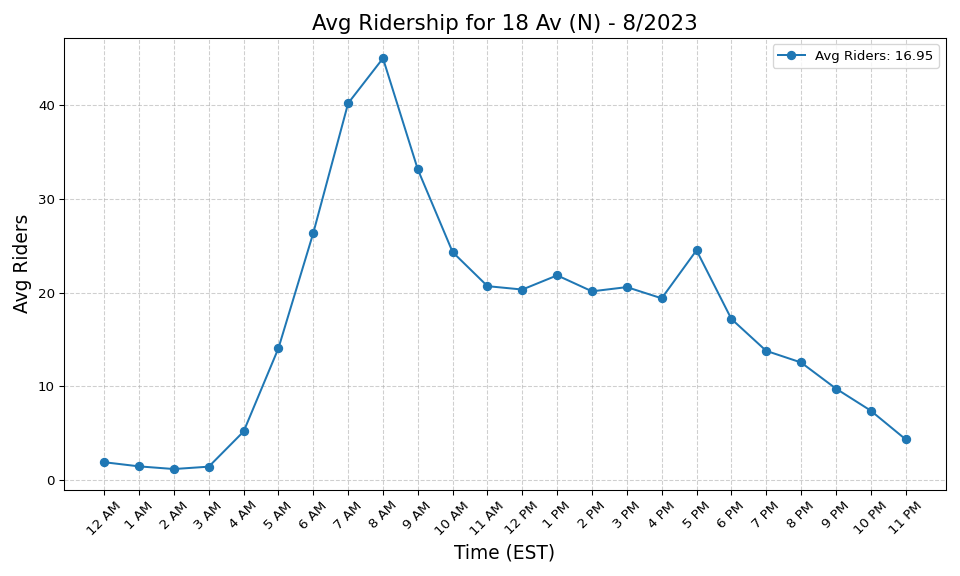 Avg Ridership for 18 Av (N) - 8/2023
Avg Riders: 16.95
Avg Riders
40
30
20
10
0
12 AM
1 AM
2 AM
3 AM
4 AM
5 AM
6 AM
7 AM
8 AM
9 AM
10 AM
11 AM
12 PM
1 PM
2 PM
3 PM
4 PM
5 PM
6 PM
7 PM
8 PM
9 PM
10 PM
11 PM
Time (EST)